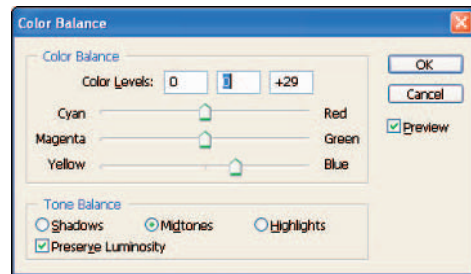 Color Balance
Color Balance
Color Levels: 0 0 +29
OK
Cancel
Cyan Red
Preview
Magenta Green
Yellow Blue
Tone Balance
Shadows Midtones Highlights
Preserve Luminosity